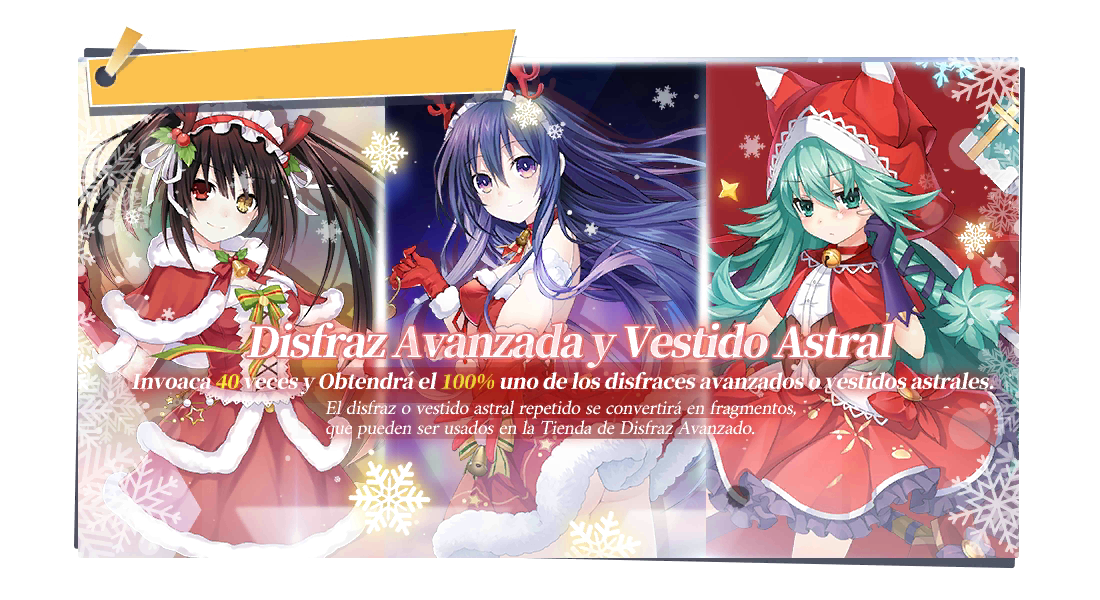 Disfraz Avanzada y Vestido Astral
Invoaca 40 veces y Obtendrá el 100% uno de los disfraces avanzados o vestidos astrales.
El disfraz o vestido astral repetido se convertirá en fragmentos,
que pueden ser usados en la Tienda de Disfraz Avanzado.